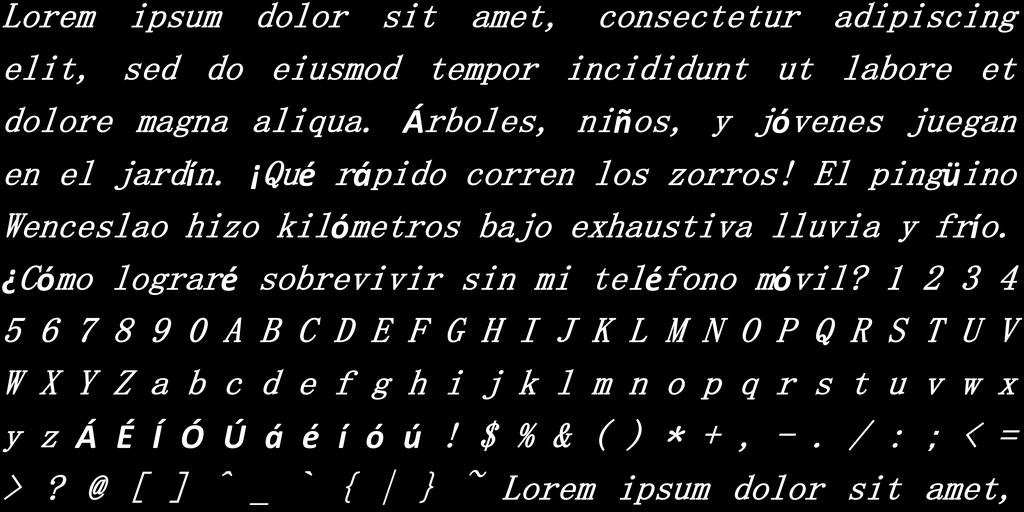 Lorem ipsum dolor sit amet, consectetur adipiscing
elit, sed do eiusmod tempor incididunt ut labore et
dolore magna aliqua. Árboles, niños, y jóvenes juegan
en el jardín. ¡Qué rápido corren los zorros! El pingüino
Wenceslao hizo kilómetros bajo exhaustiva lluvia y frío.
¿Cómo lograré sobrevivir sin mi teléfono móvil? 1 2 3 4
5 6 7 8 9 0 A B C D E F G H I J K L M N O P Q R S T U V
W X Y Z a b c d e f g h i j k l m n o p q r s t u v w x
y z Á É Í Ó Ú á é í ó ú ! $ % & ( ) * + , - . / : ; < =
> ? @ [ ] ^ _ ` { | } ~ Lorem ipsum dolor sit amet,